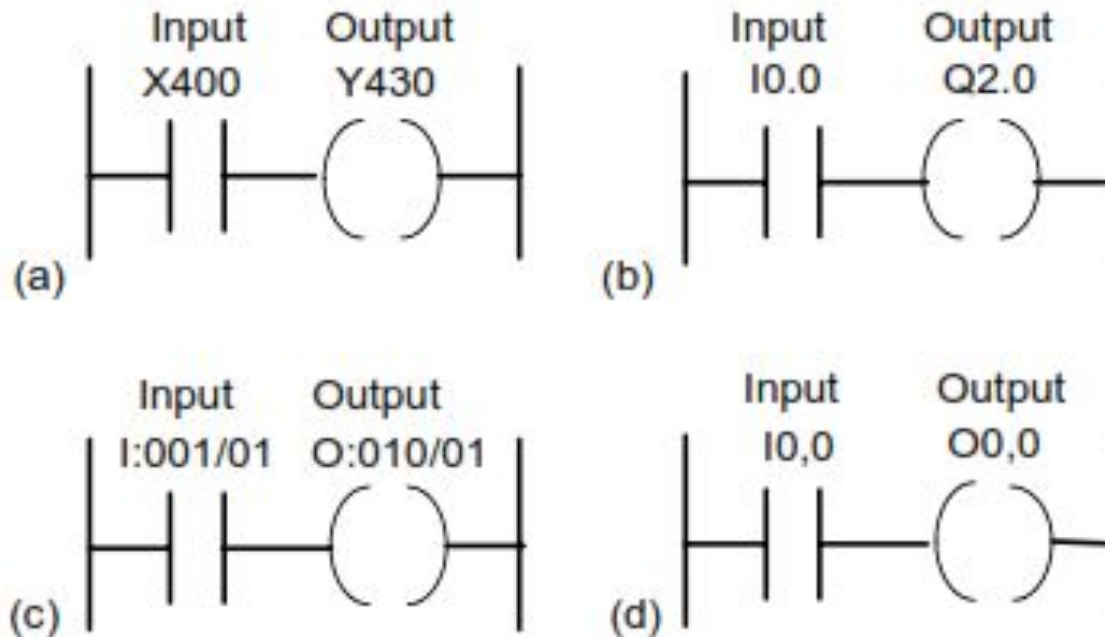 Input Output
X400 Y430
(a)
Input Output
I0.0 Q2.0
(b)
Input Output
I:001/01 O:010/01
(c)
Input Output
I0,0 O0,0
(d)